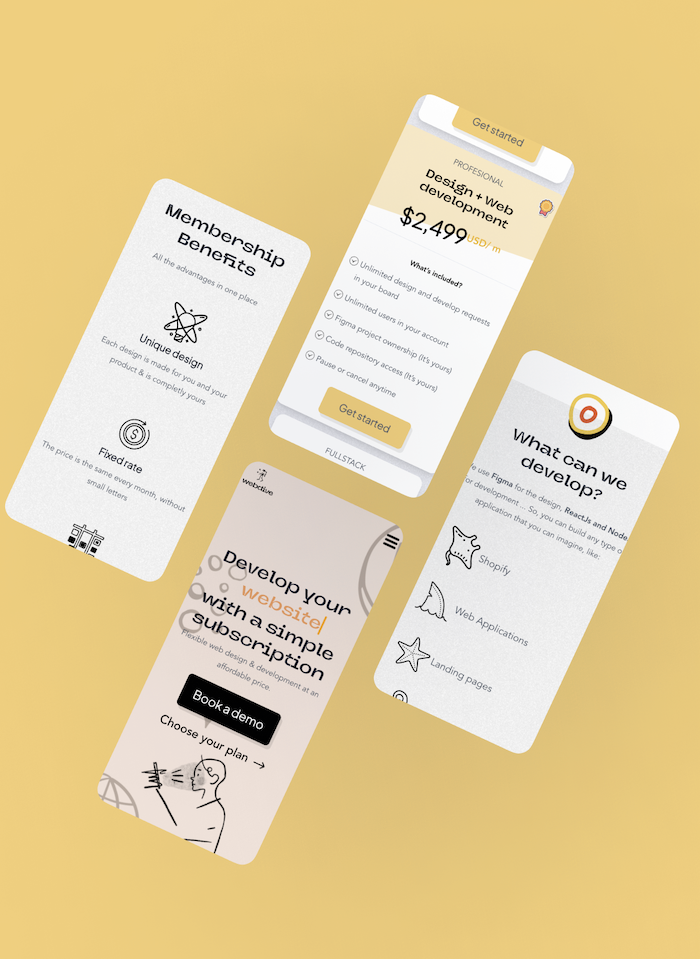 Get started
PROFESIONAL
Design + Web
development
$2,499USD/ m
What's included?
Unlimited design and develop requests
in your board
Unlimited users in your account
Figma project ownership (It's yours)
Code repository access (It's yours)
Pause or cancel anytime
Get started
FULLSTACK
Membership
Benefits
All the advantages in one place
Unique design
Each design is made for you and your
product & is completly yours
Fixed rate
The price is the same every month, without
small letters
What can we
develop?
use Figma for the design, ReactJs and Node.
or development ... So, you can build any type o
application that you can imagine, like:
Shopify
Web Applications
Landing pages
webdive
Develop your
website
with a simple
subscription
Flexible web design & development at an
affordable price.
Book a demo
Choose your plan →